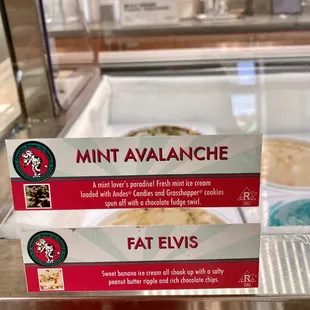 MINT AVALANCHE
A mint lover's paradise! Fresh mint ice cream
loaded with Andes® Candies and Grasshopper® cookies
spun off with a chocolate fudge swirl.
R
FAT ELVIS
Sweet banana ice cream all shook up with a salty
peanut butter ripple and rich chocolate chips.
R